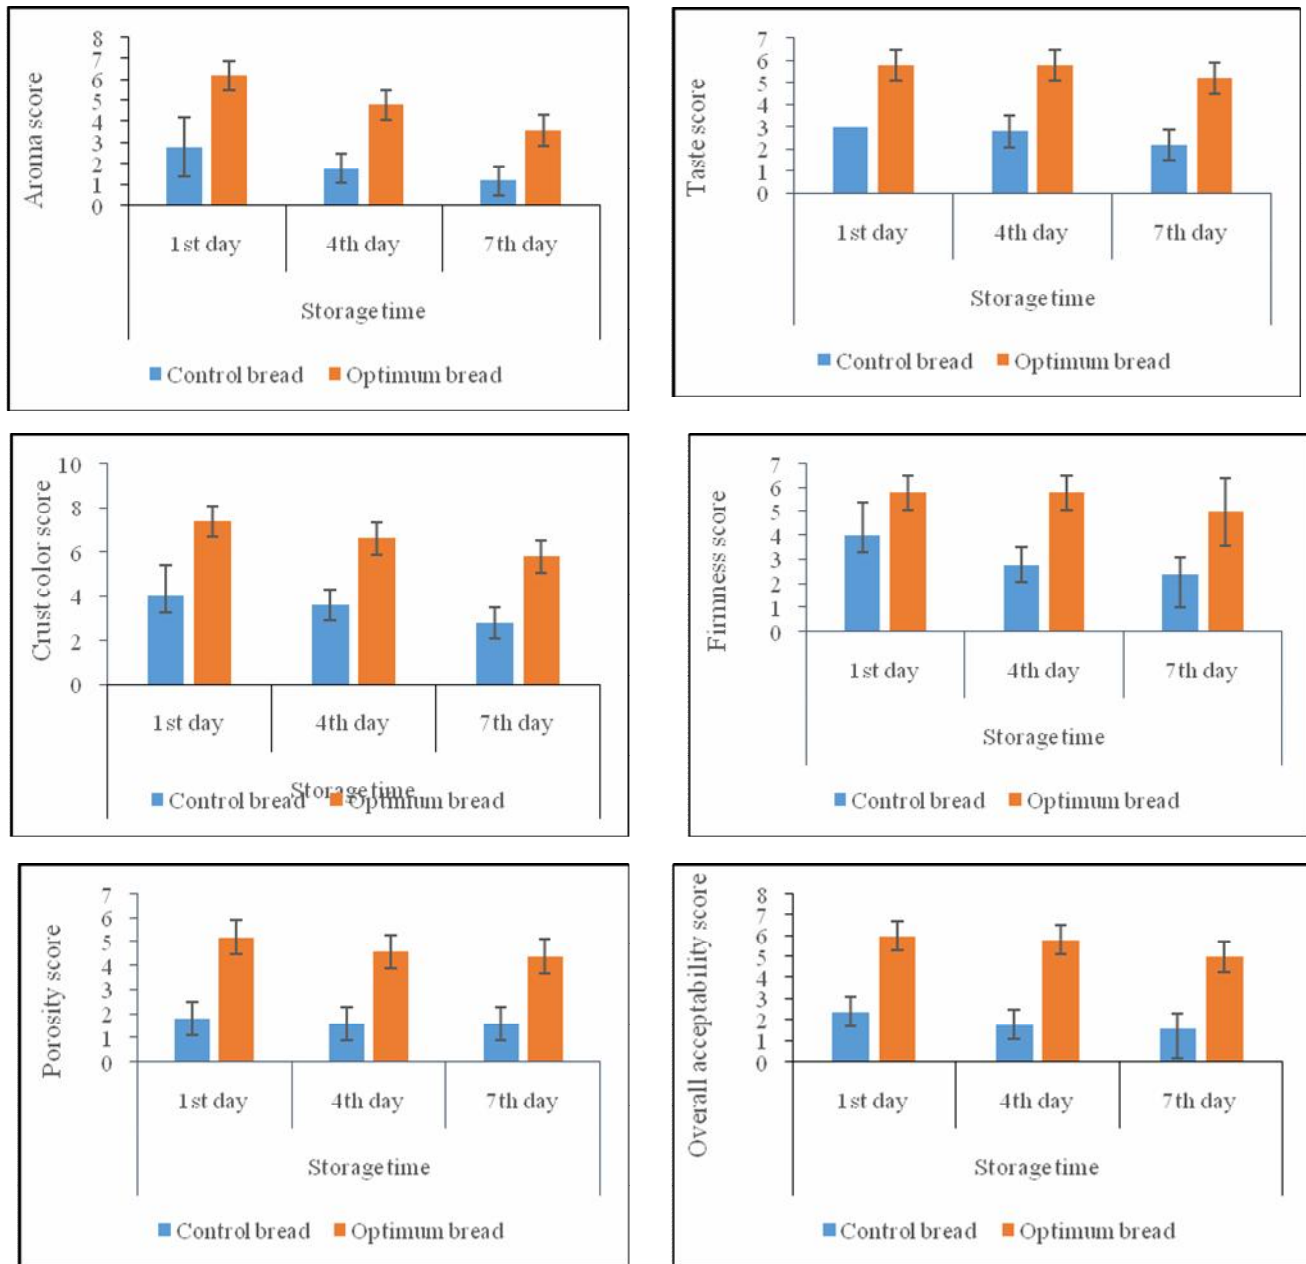 Aroma score
8
7
6
5
4
3
2
1
0
1st day 4th day 7th day
Storage time
Control bread Optimum bread
Taste score
7
6
5
4
3
2
1
0
1st day 4th day 7th day
Storage time
Control bread Optimum bread
Crust color score
10
8
6
4
2
0
1st day 4th day 7th day
Storage time
Control bread Optimium bread
Firmness score
7
6
5
4
3
2
1
0
1st day 4th day 7th day
Storage time
Control bread Optimum bread
Porosity score
7
6
5
4
3
2
1
0
1st day 4th day 7th day
Storage time
Control bread Optimum bread
Overall acceptability score
8
7
6
5
4
3
2
1
0
1st day 4th day 7th day
Storage time
Control bread Optimum bread